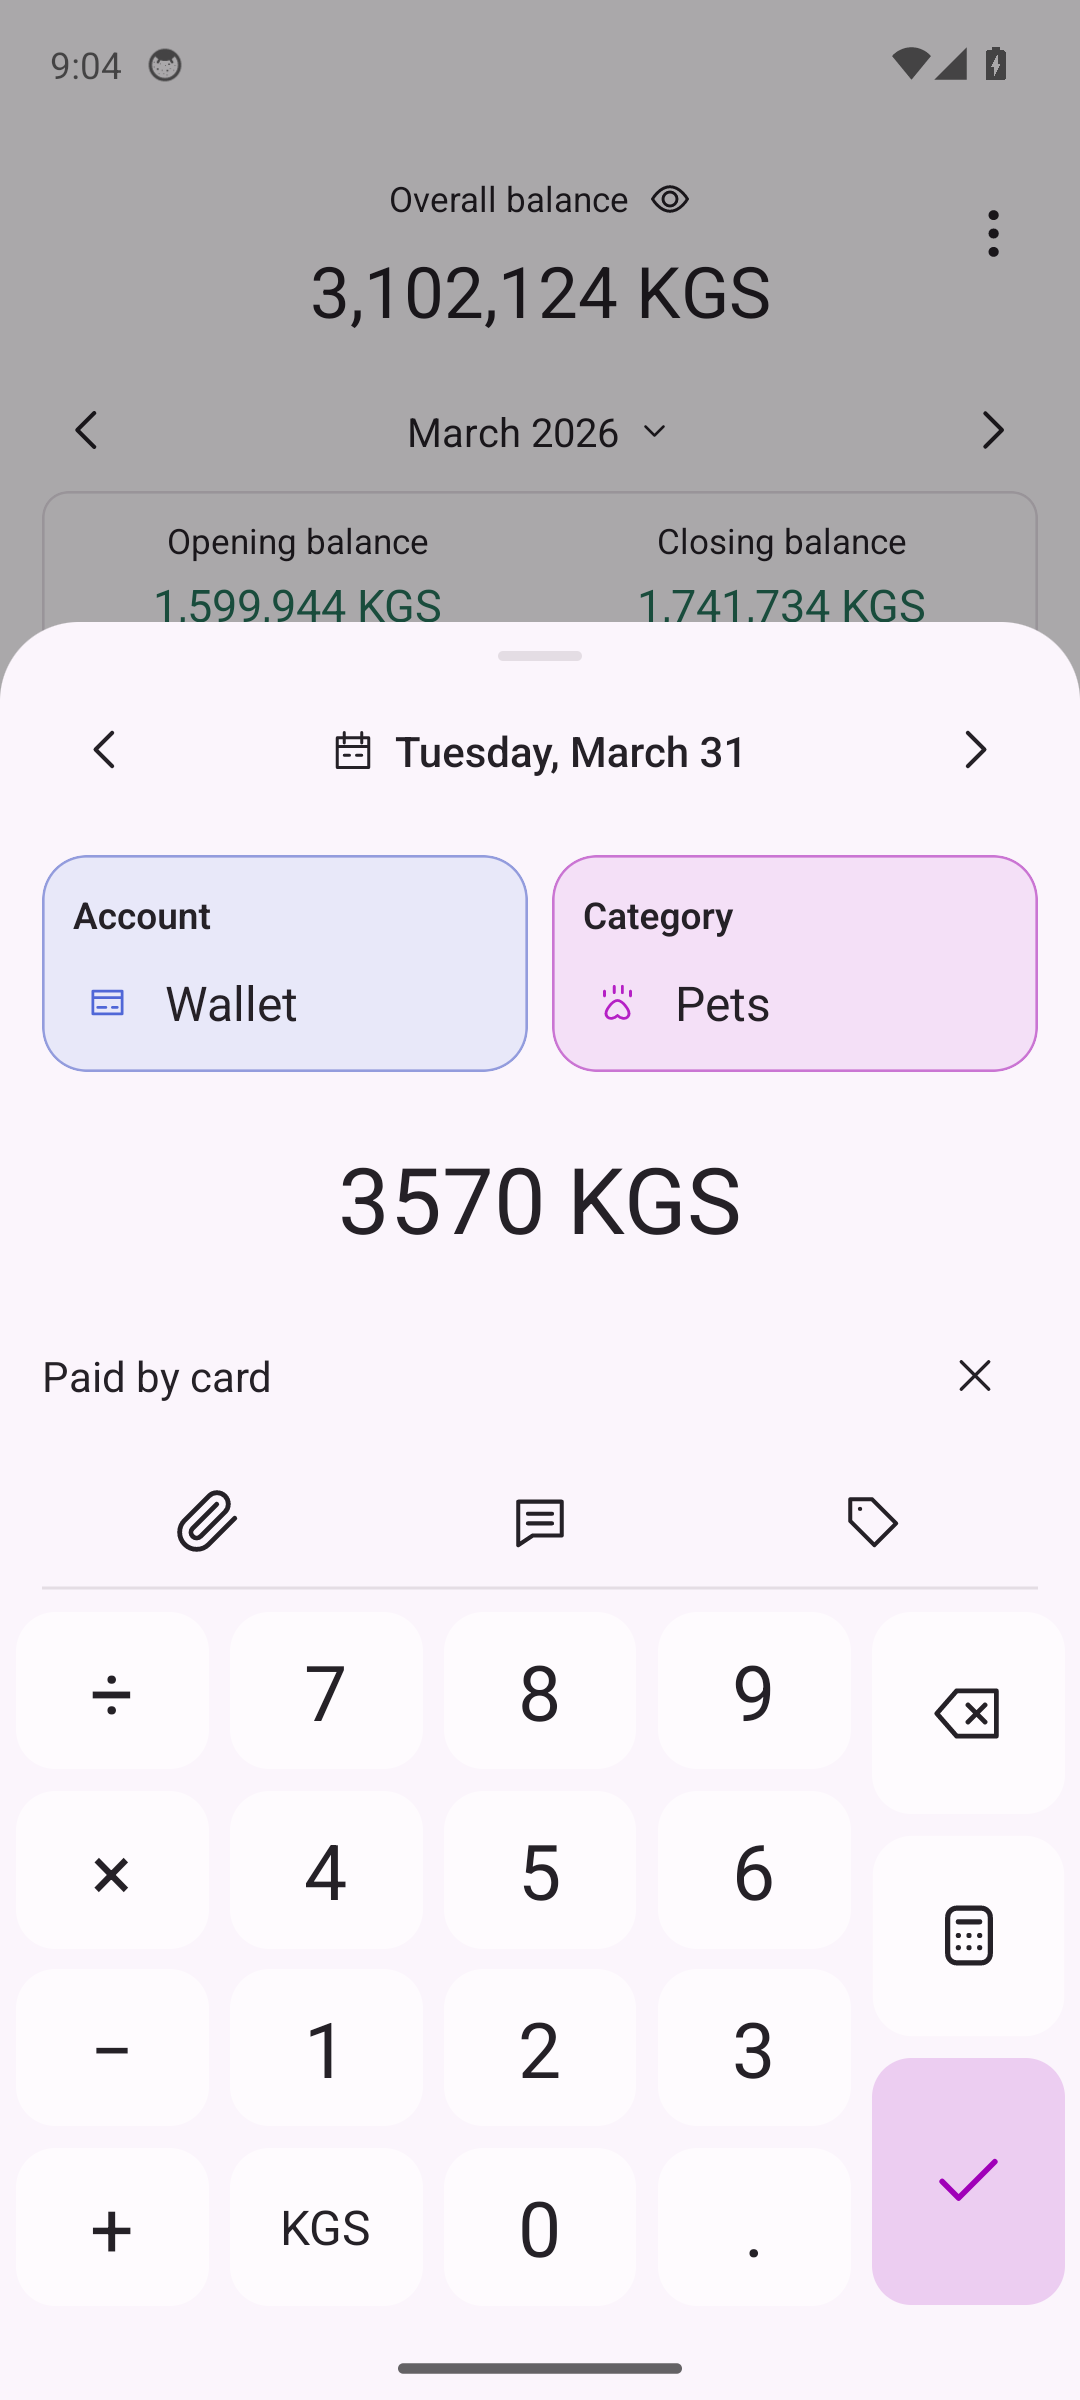 9:04
Overall balance
3,102,124 KGS
March 2026
Opening balance Closing balance
1,599,944 KGS 1,741,734 KGS
Tuesday, March 31
Account Category
Wallet Pets
3570 KGS
Paid by card
÷ 7 8 9
× 4 5 6
− 1 2 3
+ KGS 0 .